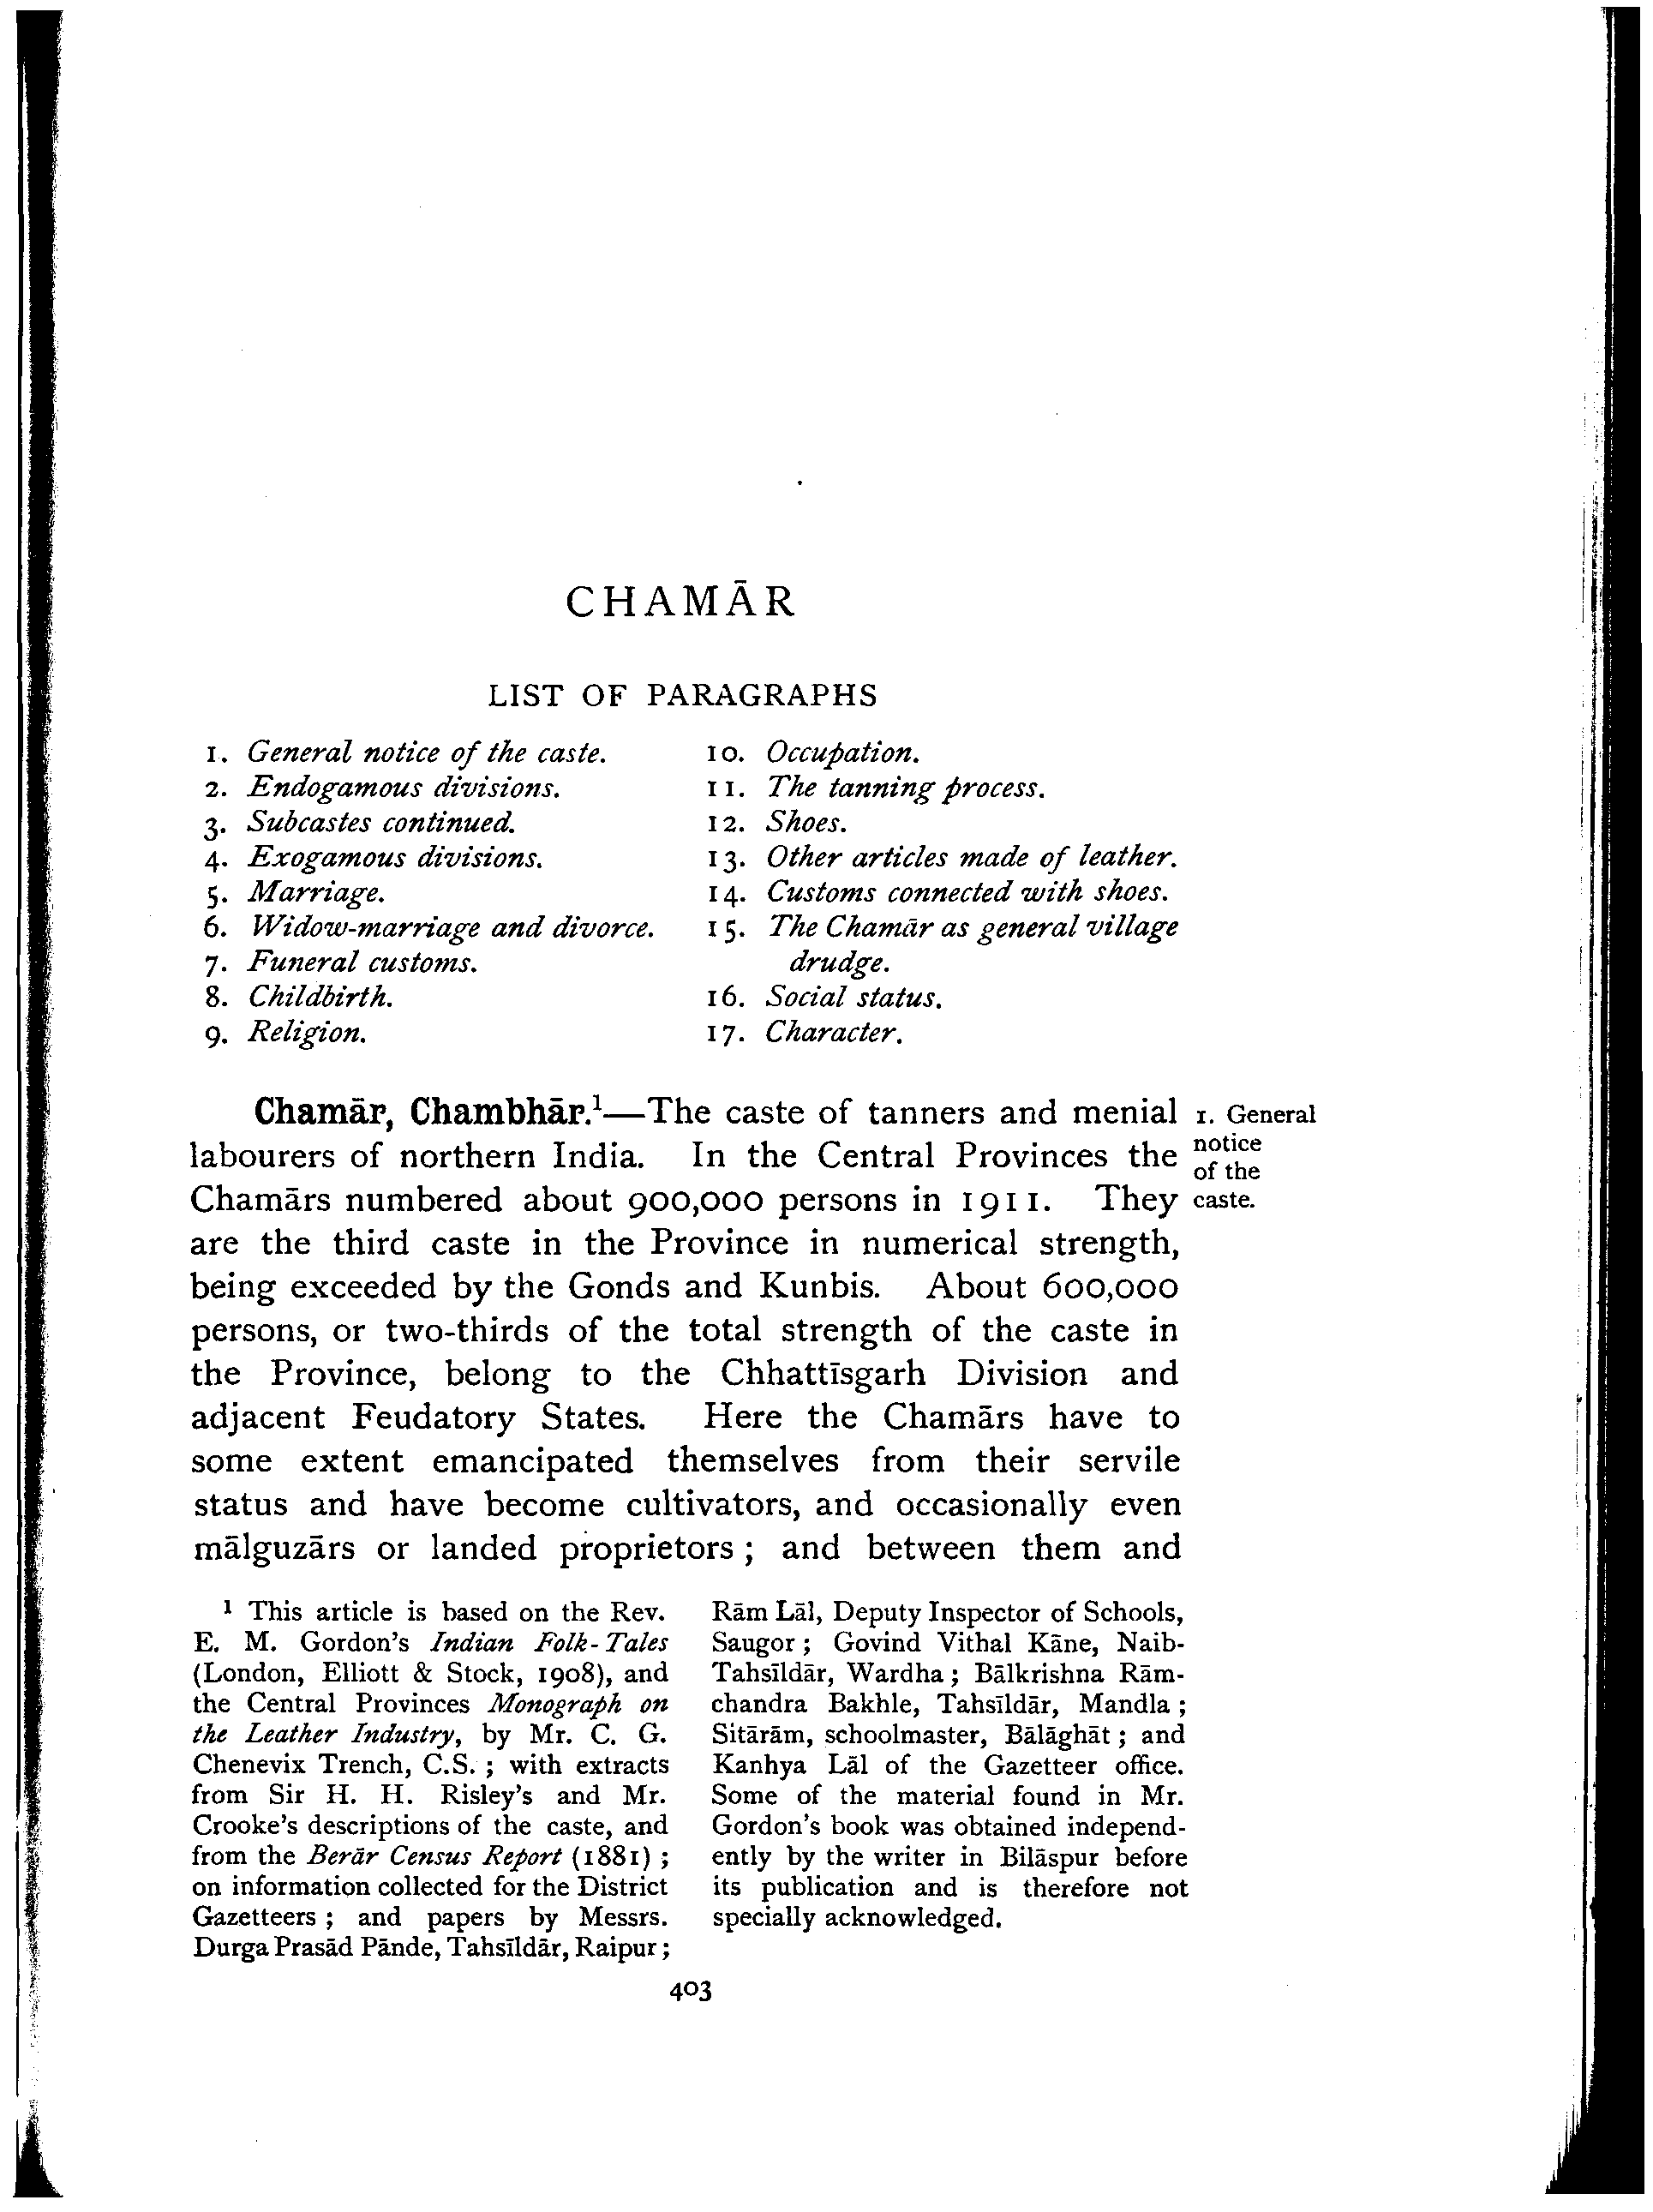 CHAMĀR
LIST OF PARAGRAPHS
1. General notice of the caste.
2. Endogamous divisions.
3. Subcastes continued.
4. Exogamous divisions.
5. Marriage.
6. Widow-marriage and divorce.
7. Funeral customs.
8. Childbirth.
9. Religion.
10. Occupation.
11. The tanning process.
12. Shoes.
13. Other articles made of leather.
14. Customs connected with shoes.
15. The Chamār as general village
drudge.
16. Social status.
17. Character.
Chamār, Chambhār.¹—The caste of tanners and menial
labourers of northern India. In the Central Provinces the
Chamārs numbered about 900,000 persons in 1911. They
are the third caste in the Province in numerical strength,
being exceeded by the Gonds and Kunbis. About 600,000
persons, or two-thirds of the total strength of the caste in
the Province, belong to the Chhattīsgarh Division and
adjacent Feudatory States. Here the Chamārs have to
some extent emancipated themselves from their servile
status and have become cultivators, and occasionally even
mālguzārs or landed proprietors ; and between them and
1. General
notice
of the
caste.
¹ This article is based on the Rev.
E. M. Gordon's Indian Folk-Tales
(London, Elliott & Stock, 1908), and
the Central Provinces Monograph on
the Leather Industry, by Mr. C. G.
Chenevix Trench, C.S. ; with extracts
from Sir H. H. Risley's and Mr.
Crooke's descriptions of the caste, and
from the Berār Census Report (1881) ;
on information collected for the District
Gazetteers ; and papers by Messrs.
Durga Prasād Pānde, Tahsīldār, Raipur ;
Rām Lāl, Deputy Inspector of Schools,
Saugor ; Govind Vithal Kāne, Naib-
Tahsīldār, Wardha ; Bālkrishna Rām-
chandra Bakhle, Tahsīldār, Mandla ;
Sitārām, schoolmaster, Bālāghāt ; and
Kanhya Lāl of the Gazetteer office.
Some of the material found in Mr.
Gordon's book was obtained independ-
ently by the writer in Bilāspur before
its publication and is therefore not
specially acknowledged.
403